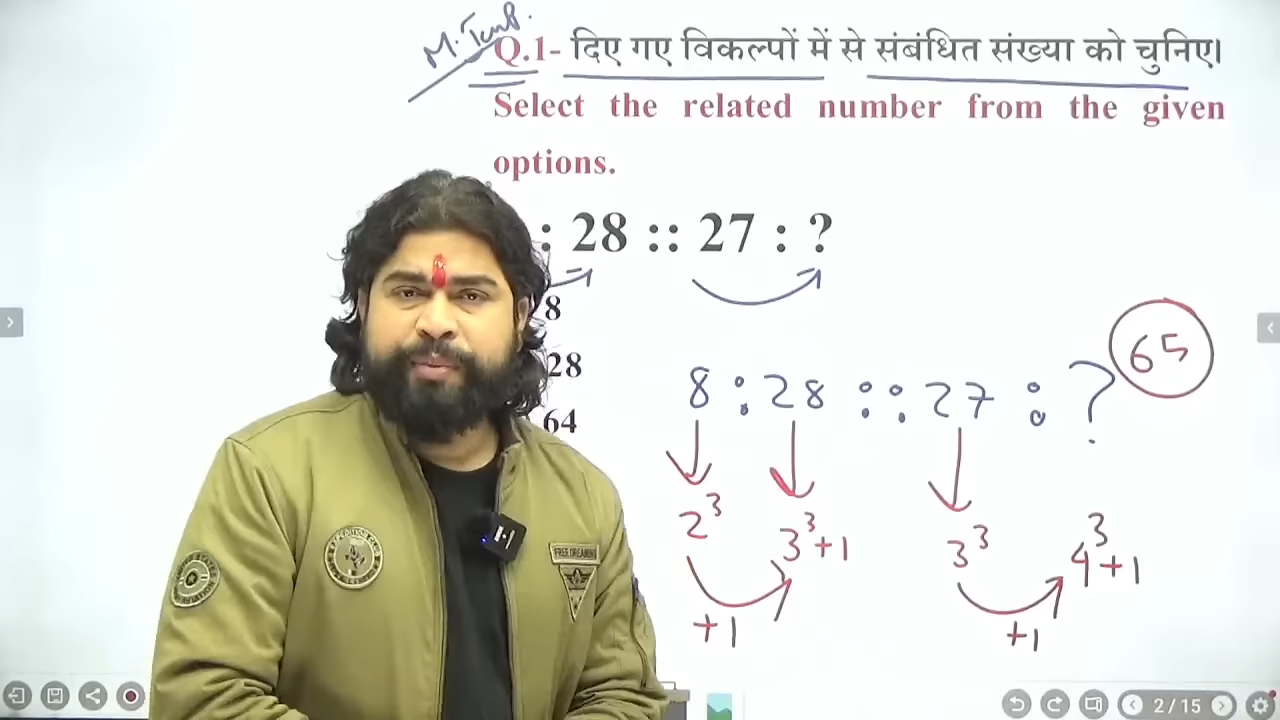 M. Imp.
Q.1- दिए गए विकल्पों में से संबंधित संख्या को चुनिए।
Select the related number from the given
options.
: 28 :: 27 : ?
8
28
64
65
8 : 28 :: 27 : ?
2³ 3³+1 3³ 4³+1
+1 +1
FREE DREAMING
2 / 15